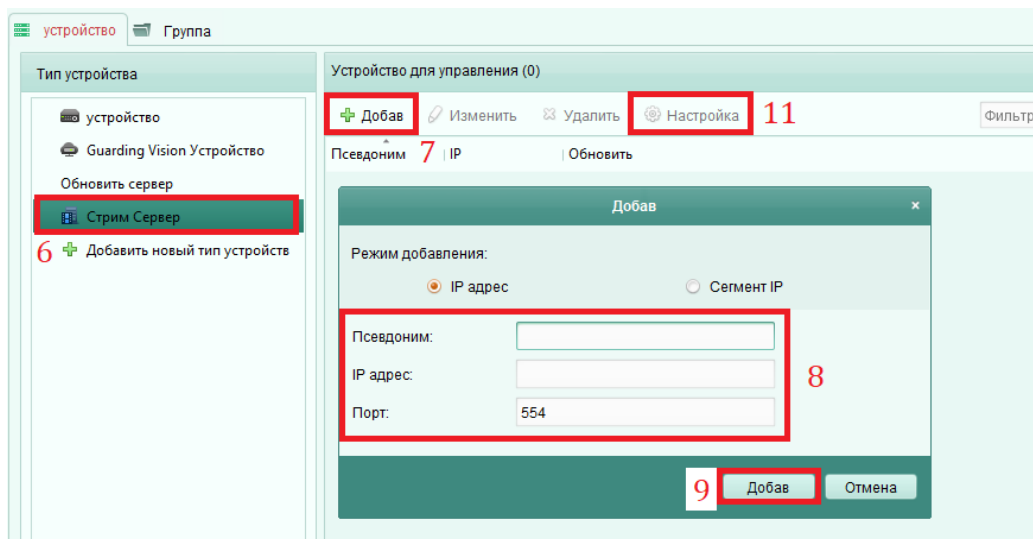 устройство Группа
Тип устройства
устройство
Guarding Vision Устройство
Обновить сервер
Стрим Сервер
6 Добавить новый тип устройств
Устройство для управления (0)
Добав Изменить Удалить Настройка 11 Фильтр
Псевдоним 7 IP Обновить
Добав ×
Режим добавления:
IP адрес Сегмент IP
Псевдоним:
IP адрес: 8
Порт: 554
9 Добав Отмена